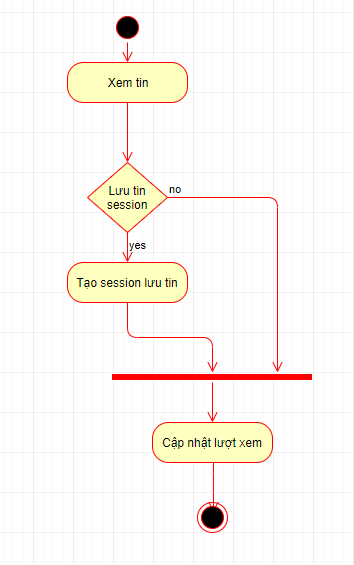 Xem tin
Lưu tin
session
no
yes
Tạo session lưu tin
Cập nhật lượt xem